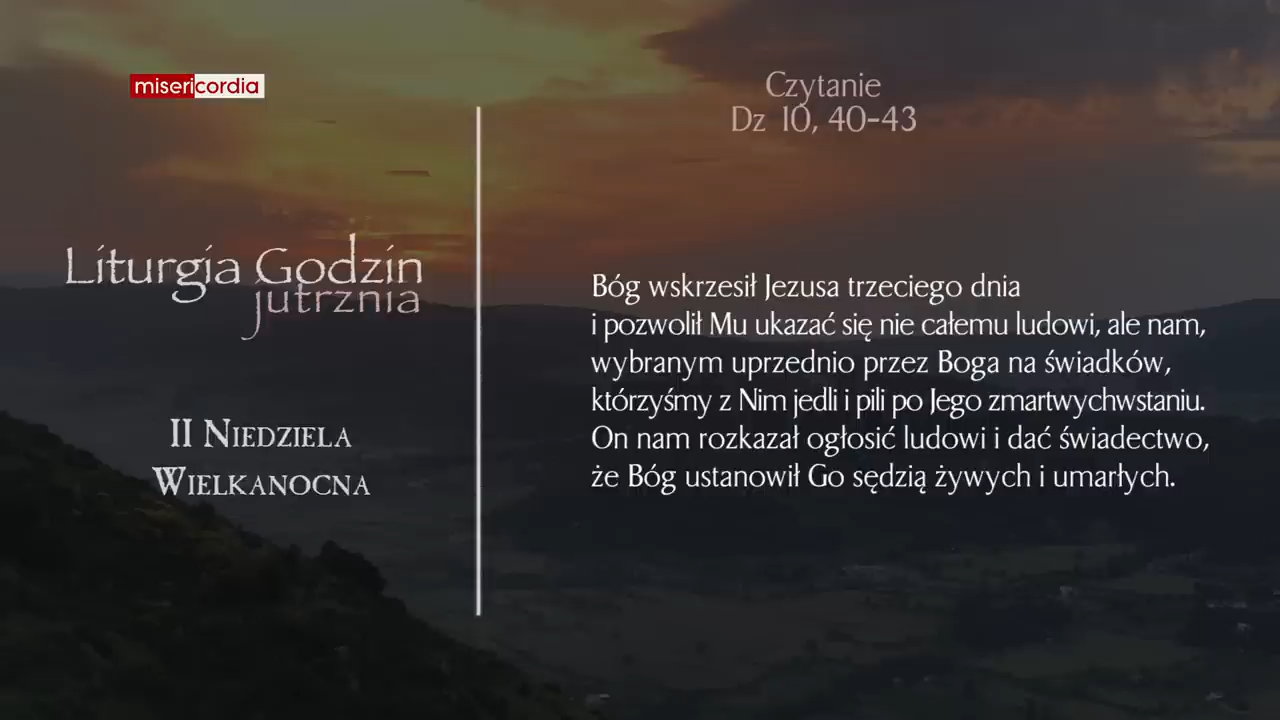 misericordia
Liturgia Godzin
jutrznia
II Niedziela
Wielkanocna
Czytanie
Dz 10, 40-43
Bóg wskrzesił Jezusa trzeciego dnia
i pozwolił Mu ukazać się nie całemu ludowi, ale nam,
wybranym uprzednio przez Boga na świadków,
którzyśmy z Nim jedli i pili po Jego zmartwychwstaniu.
On nam rozkazał ogłosić ludowi i dać świadectwo,
że Bóg ustanowił Go sędzią żywych i umarłych.